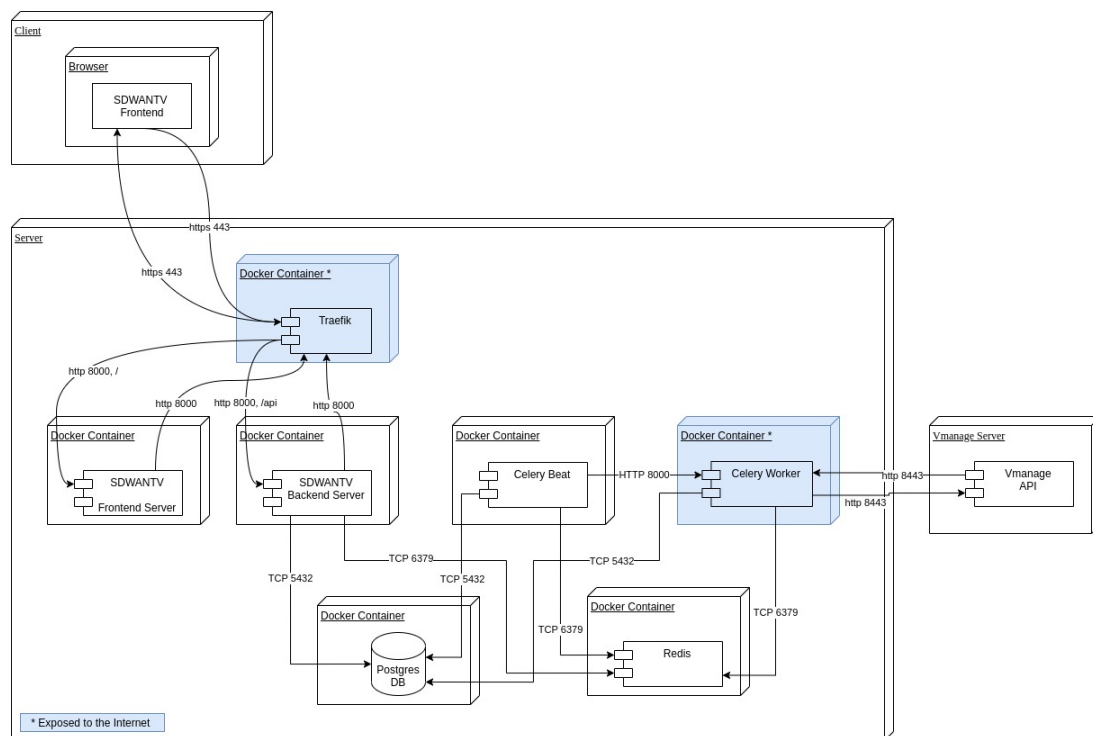 Client
Browser
SDWANTV
Frontend
https 443
https 443
Server
Docker Container *
Traefik
http 8000, /
http 8000
http 8000, /api
http 8000
Docker Container
SDWANTV
Frontend Server
Docker Container
SDWANTV
Backend Server
Docker Container
Celery Beat
HTTP 8000
Docker Container *
Celery Worker
http 8443
http 8443
Vmanage Server
Vmanage
API
TCP 5432
TCP 6379
TCP 5432
TCP 5432
TCP 6379
TCP 6379
Docker Container
Postgres
DB
Docker Container
Redis
* Exposed to the Internet